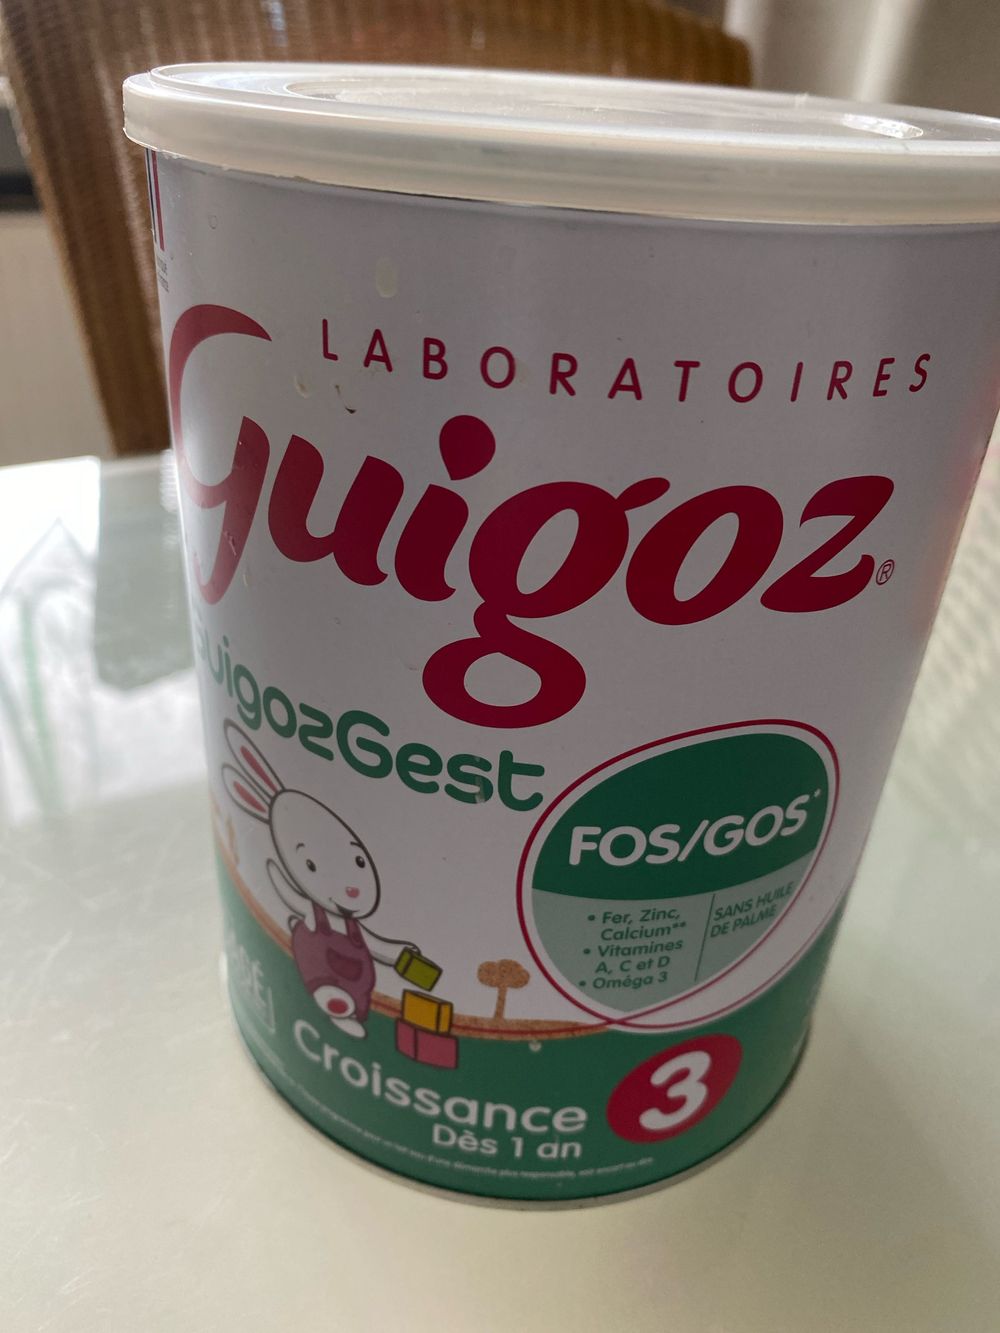 LABORATOIRES
Guigoz®
GuigozGest
FOS/GOS*
• Fer, Zinc,
Calcium**
• Vitamines
A, C et D
• Oméga 3
SANS HUILE
DE PALME
Croissance
Dès 1 an
3